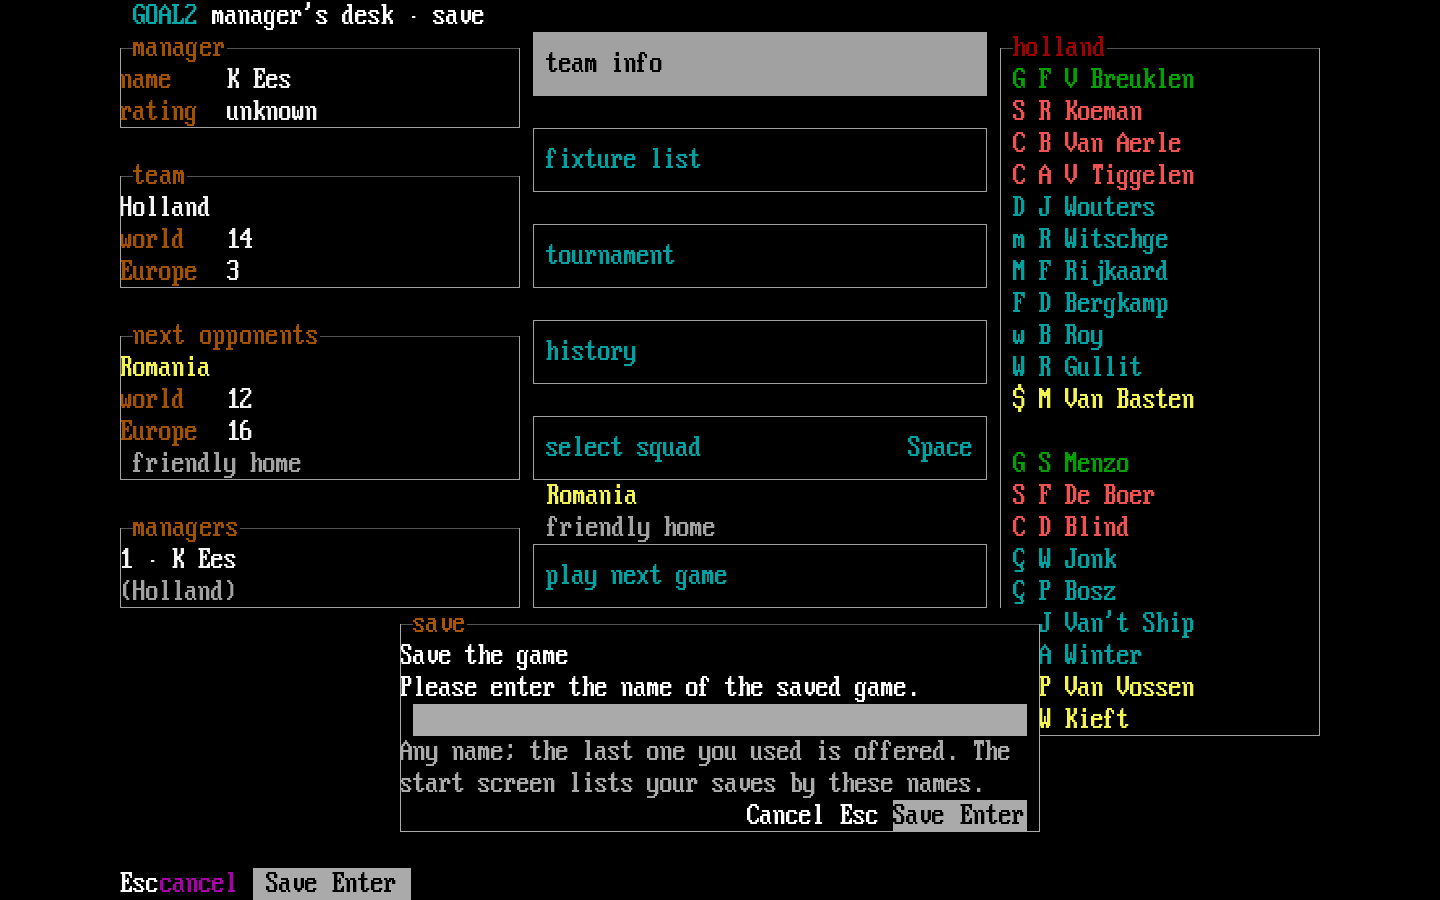 GOAL2 manager's desk · save
manager
name K Ees
rating unknown
team
Holland
world 14
Europe 3
next opponents
Romania
world 12
Europe 16
friendly home
managers
1 · K Ees
(Holland)
team info
fixture list
tournament
history
select squad Space
Romania
friendly home
play next game
holland
G F V Breuklen
S R Koeman
C B Van Aerle
C A V Tiggelen
D J Wouters
m R Witschge
M F Rijkaard
F D Bergkamp
w B Roy
W R Gullit
$ M Van Basten
G S Menzo
S F De Boer
C D Blind
Ç W Jonk
Ç P Bosz
J Van't Ship
A Winter
P Van Vossen
W Kieft
save
Save the game
Please enter the name of the saved game.
Any name; the last one you used is offered. The
start screen lists your saves by these names.
Cancel Esc Save Enter
Esccancel Save Enter